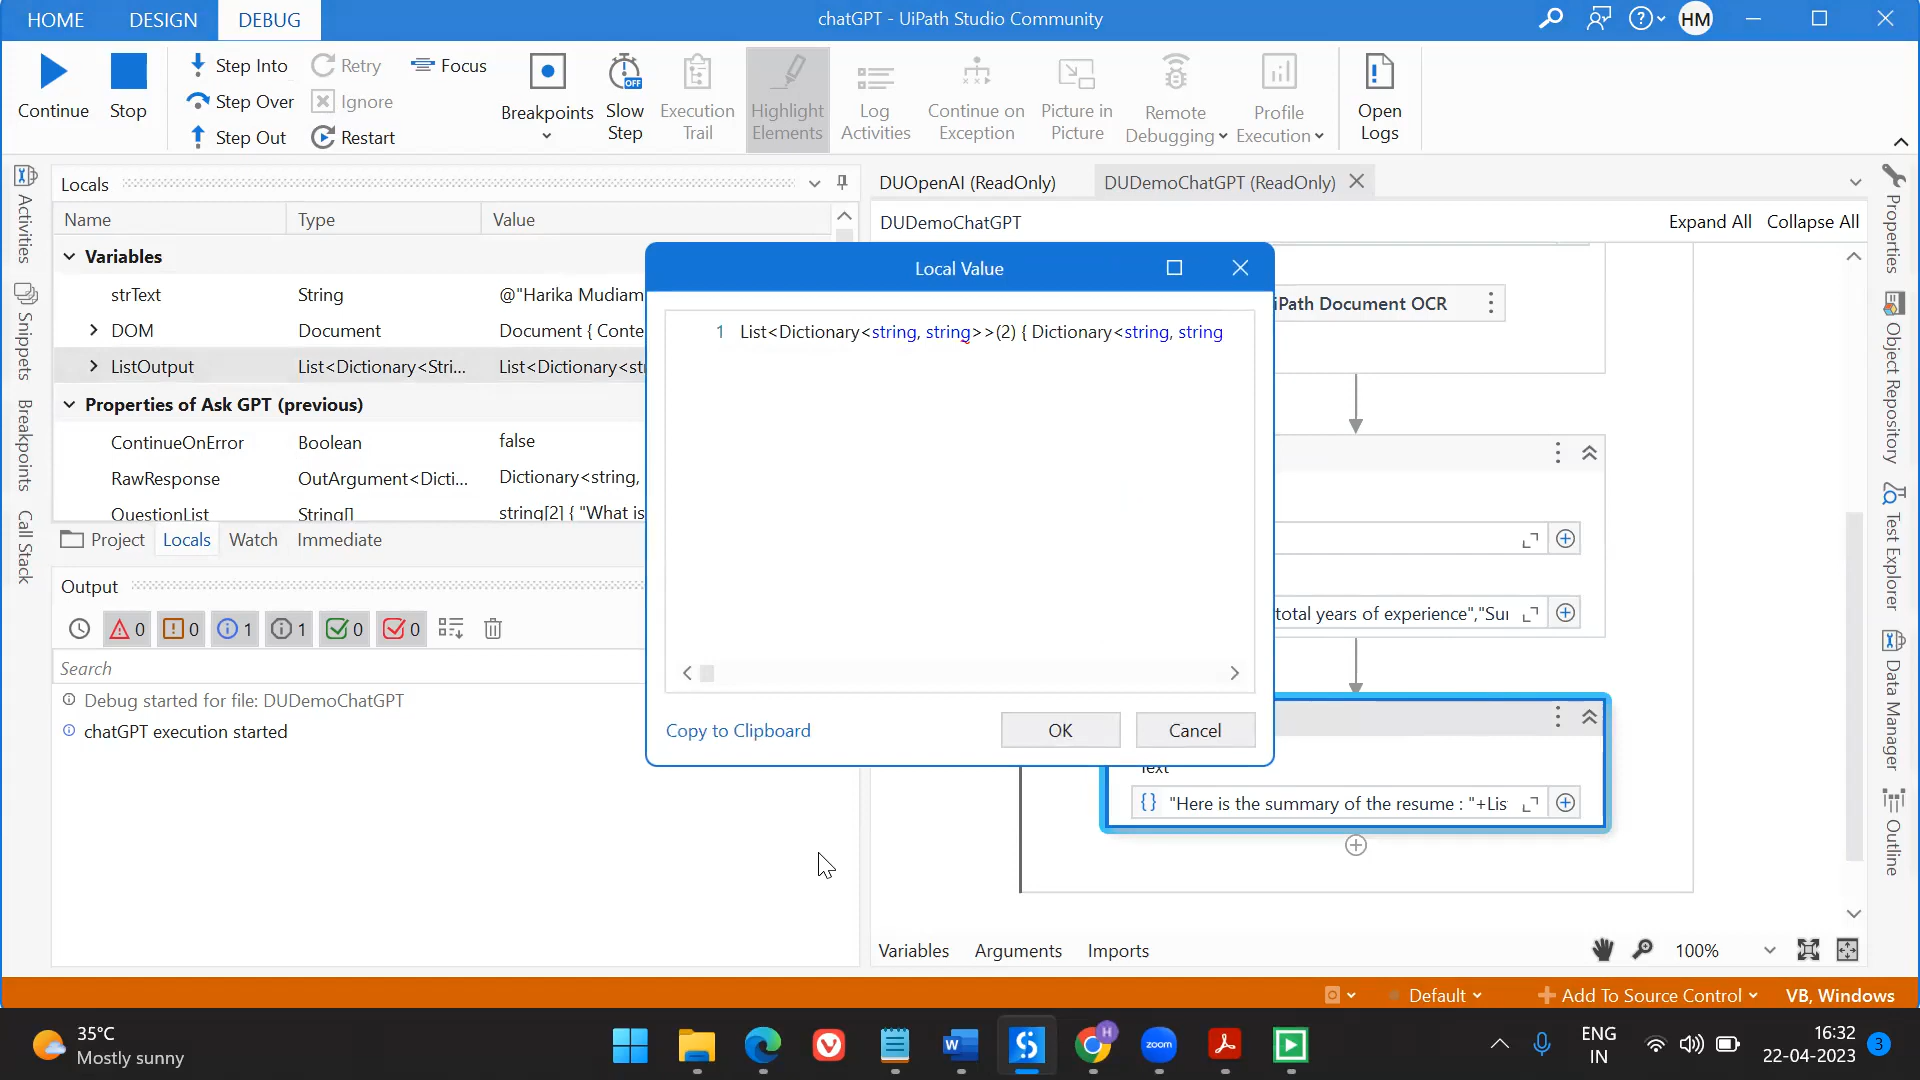 HOME DESIGN DEBUG
chatGPT - UiPath Studio Community
HM
Continue
Stop
Step Into
Step Over
Step Out
Retry
Ignore
Restart
Focus
Breakpoints
Slow Step
OFF
Execution Trail
Highlight Elements
Log Activities
Continue on Exception
Picture in Picture
Remote Debugging
Profile Execution
Open Logs
Activities
Snippets
Breakpoints
Call Stack
Locals
Name Type Value
Variables
strText String @"Harika Mudiam
DOM Document Document { Conte
ListOutput List<Dictionary<Stri... List<Dictionary<str
Properties of Ask GPT (previous)
ContinueOnError Boolean false
RawResponse OutArgument<Dicti... Dictionary<string,
QuestionList String[] string[2] { "What is
Project Locals Watch Immediate
Output
0 0 1 1 0 0
Search
Debug started for file: DUDemoChatGPT
chatGPT execution started
Local Value
1 List<Dictionary<string, string>>(2) { Dictionary<string, string
Copy to Clipboard
OK
Cancel
DUOpenAI (ReadOnly)
DUDemoChatGPT (ReadOnly)
DUDemoChatGPT
Expand All Collapse All
iPath Document OCR
total years of experience","Sur
Text
"Here is the summary of the resume : "+Lis
Variables Arguments Imports
100%
Properties
Object Repository
Test Explorer
Data Manager
Outline
Default
Add To Source Control
VB, Windows
35°C
Mostly sunny
W
zoom
H
ENG
IN
16:32
22-04-2023
3